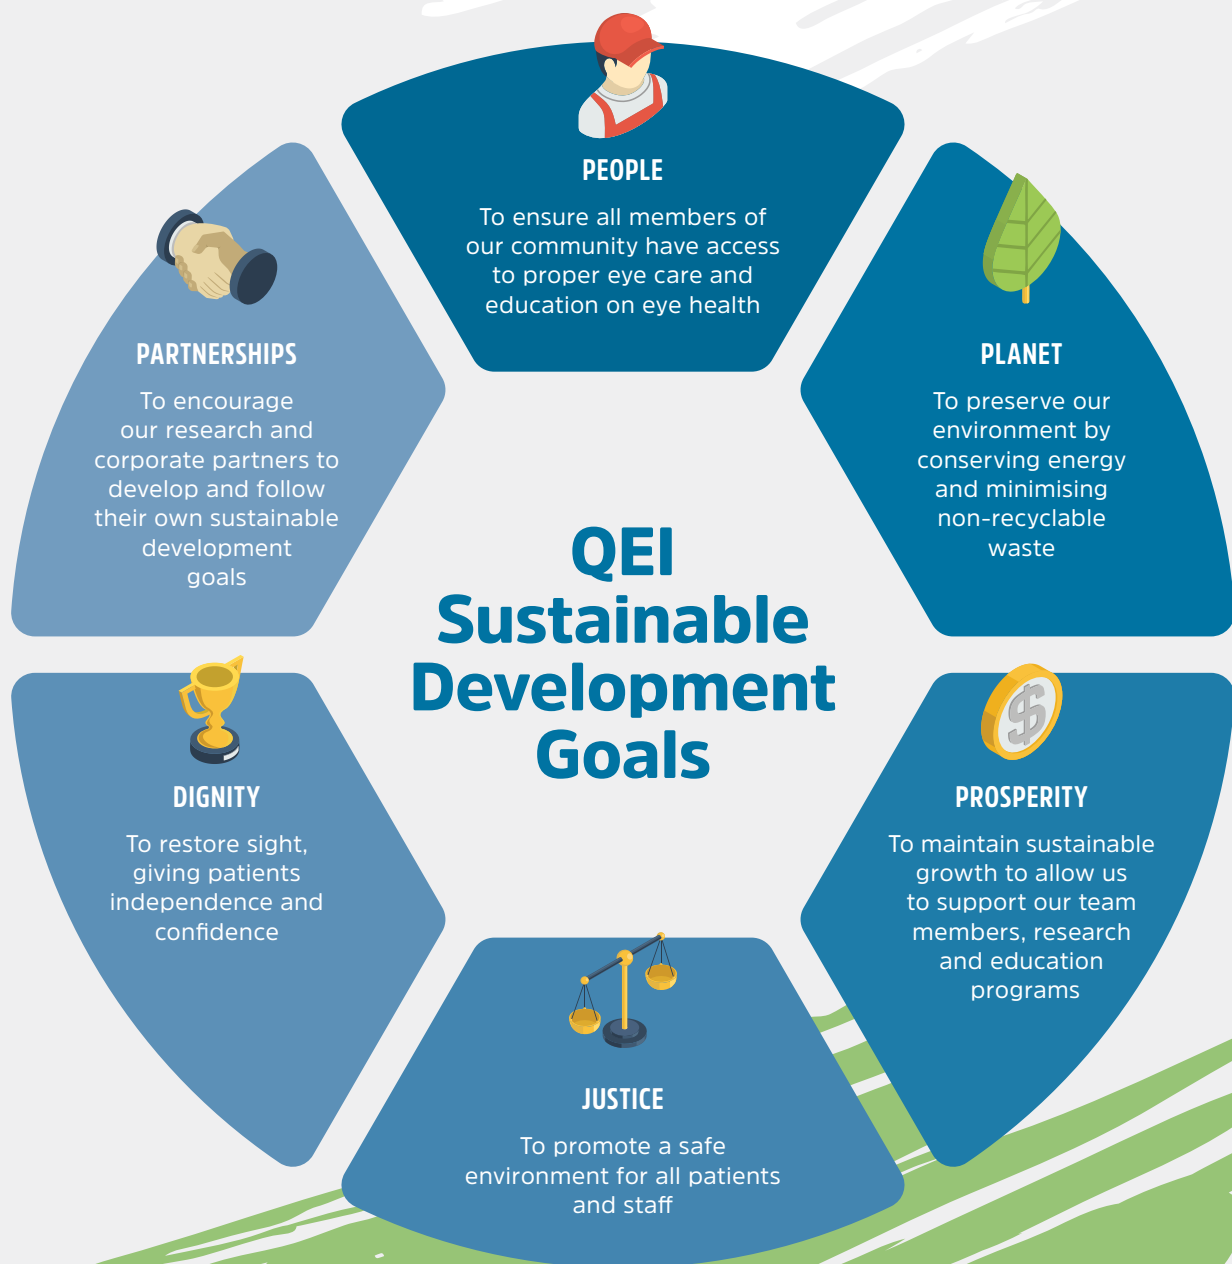 PEOPLE
To ensure all members of
our community have access
to proper eye care and
education on eye health
PLANET
To preserve our
environment by
conserving energy
and minimising
non-recyclable
waste
PROSPERITY
To maintain sustainable
growth to allow us
to support our team
members, research
and education
programs
JUSTICE
To promote a safe
environment for all patients
and staff
DIGNITY
To restore sight,
giving patients
independence and
confidence
PARTNERSHIPS
To encourage
our research and
corporate partners to
develop and follow
their own sustainable
development
goals
QEI
Sustainable
Development
Goals
$